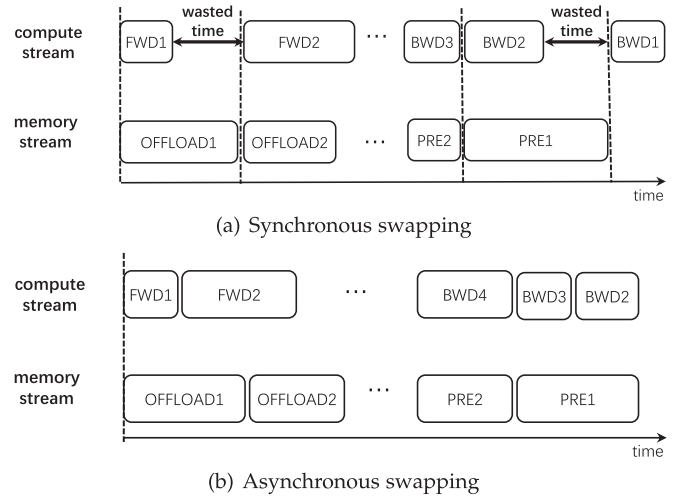 wasted time
wasted time
compute stream
FWD1
FWD2
...
BWD3
BWD2
BWD1
memory stream
OFFLOAD1
OFFLOAD2
...
PRE2
PRE1
time
(a) Synchronous swapping
compute stream
FWD1
FWD2
...
BWD4
BWD3
BWD2
memory stream
OFFLOAD1
OFFLOAD2
...
PRE2
PRE1
time
(b) Asynchronous swapping